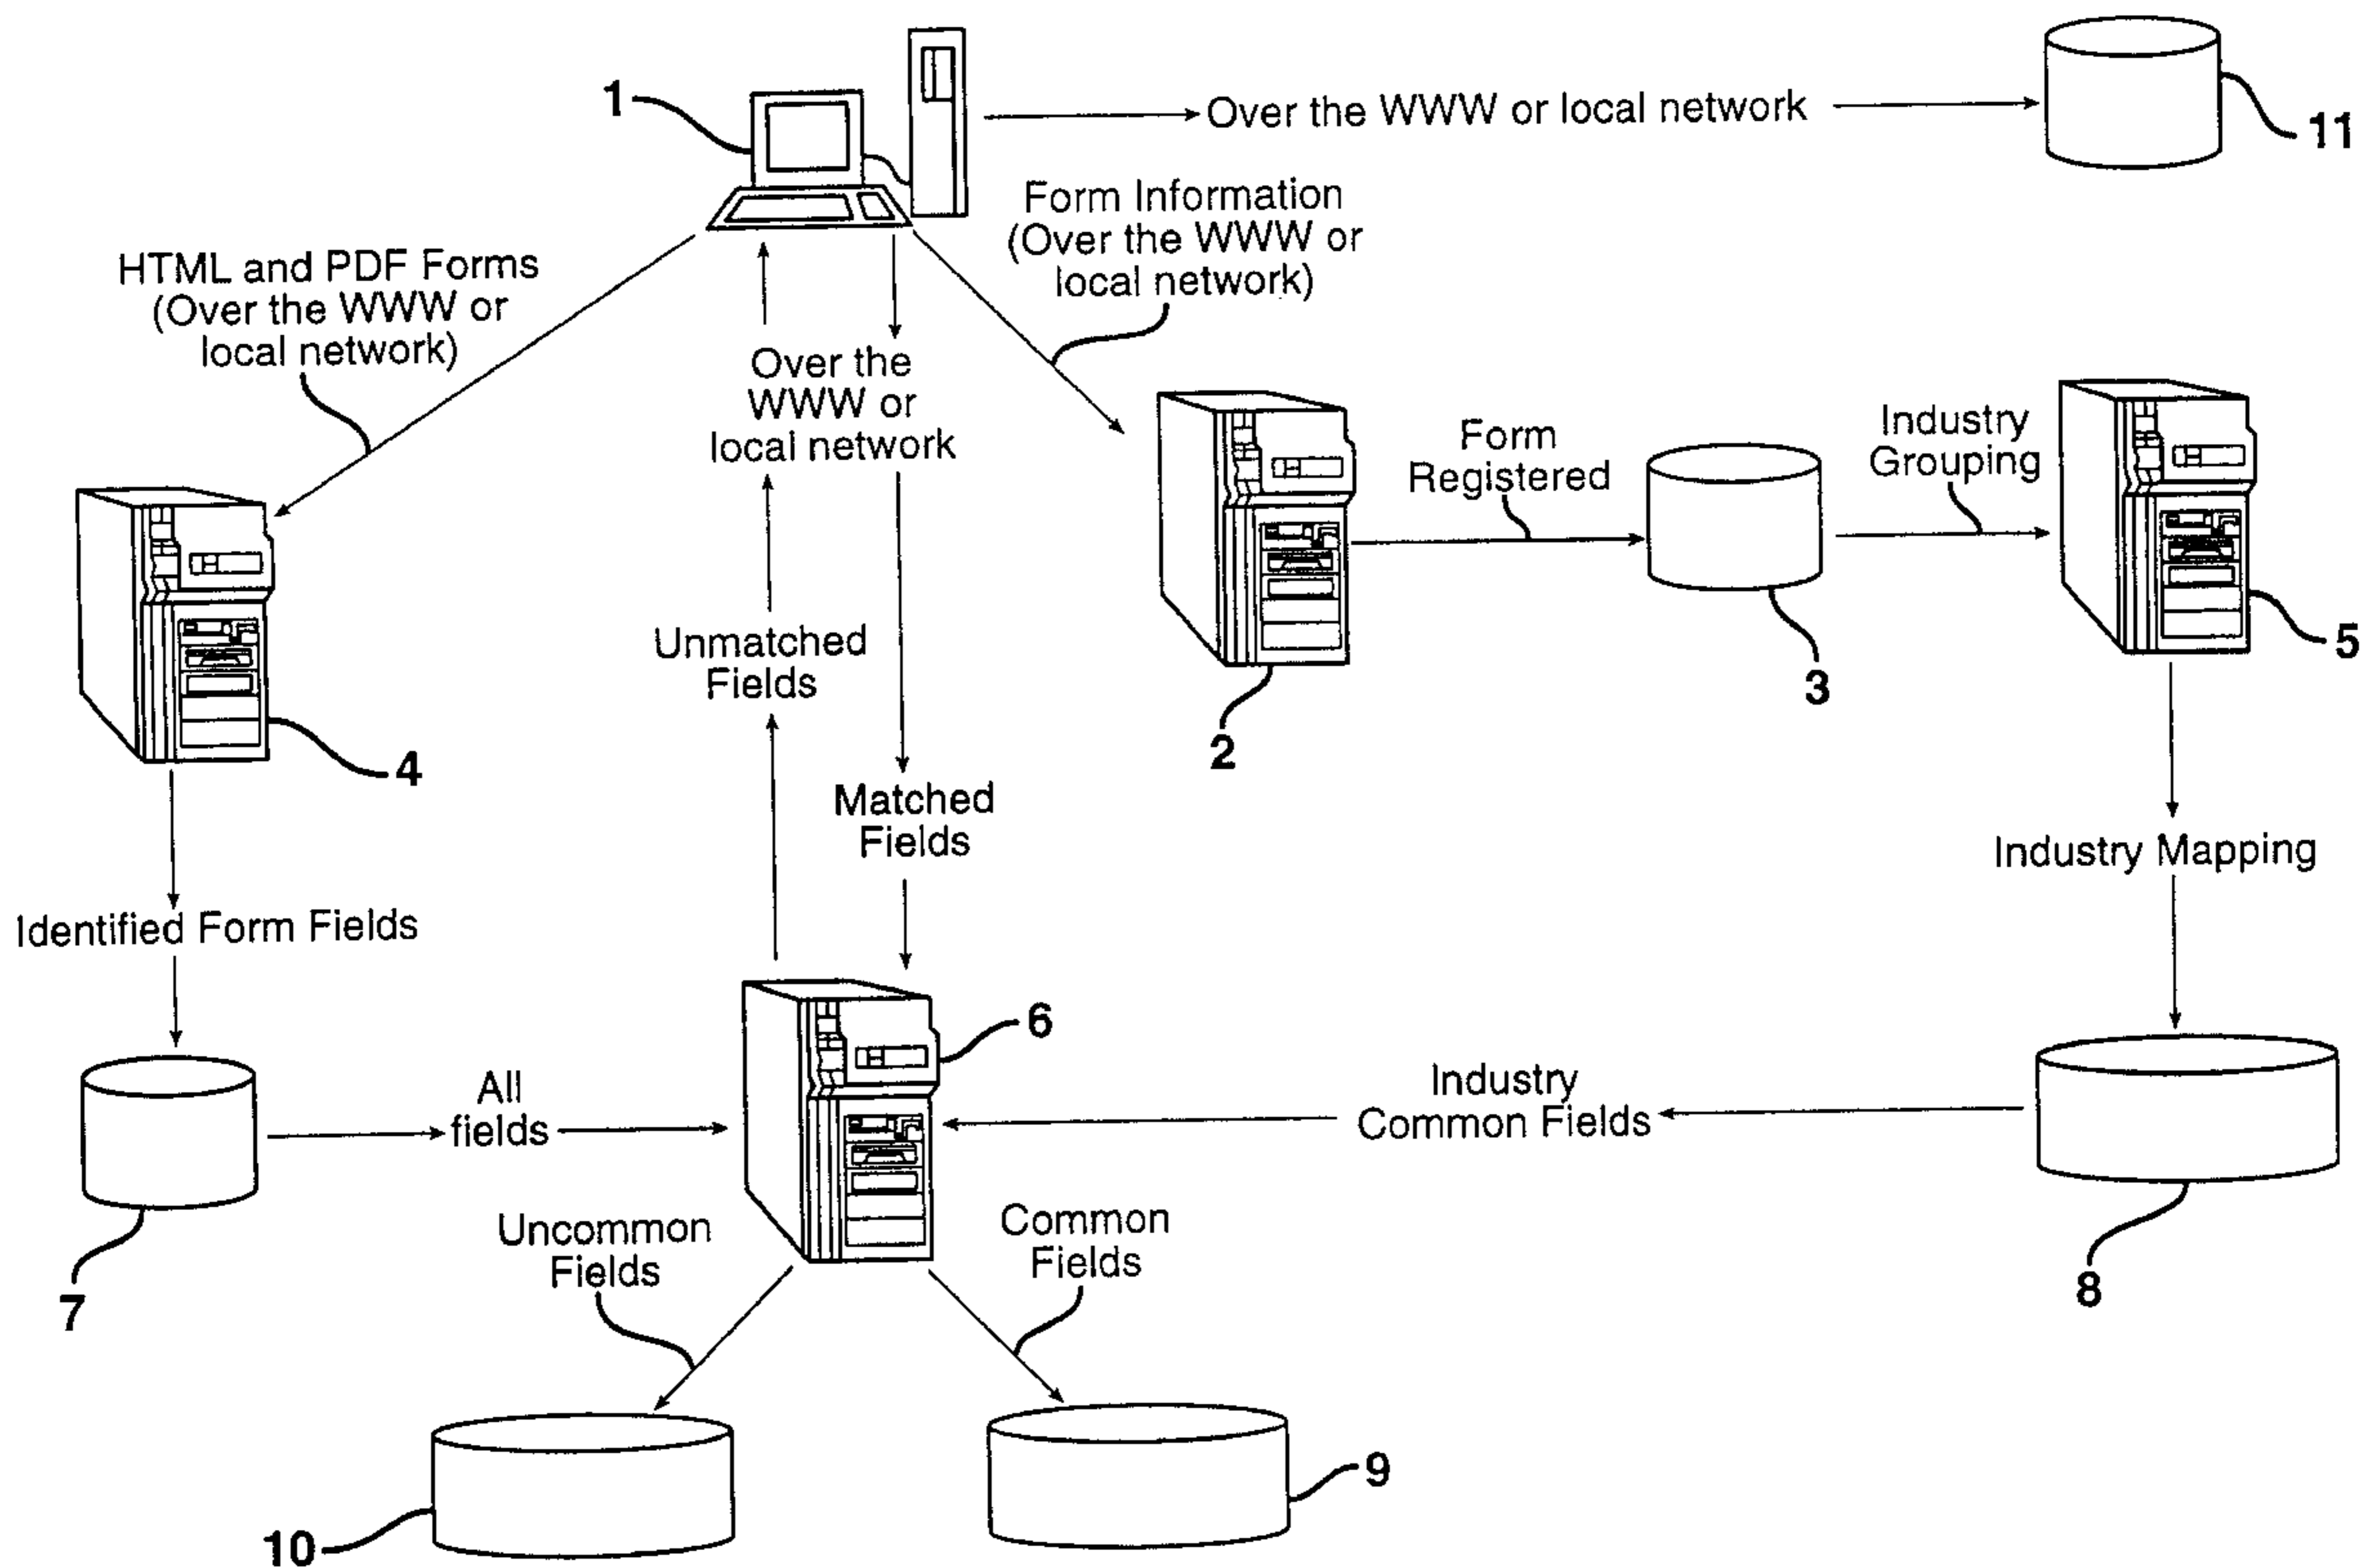 1
Over the WWW or local network
11
Form Information
(Over the WWW or
local network)
HTML and PDF Forms
(Over the WWW or
local network)
Over the
WWW or
local network
Form
Registered
Industry
Grouping
Unmatched
Fields
2
3
5
4
Matched
Fields
Industry Mapping
Identified Form Fields
6
All
fields
Industry
Common Fields
7
Uncommon
Fields
Common
Fields
8
10
9